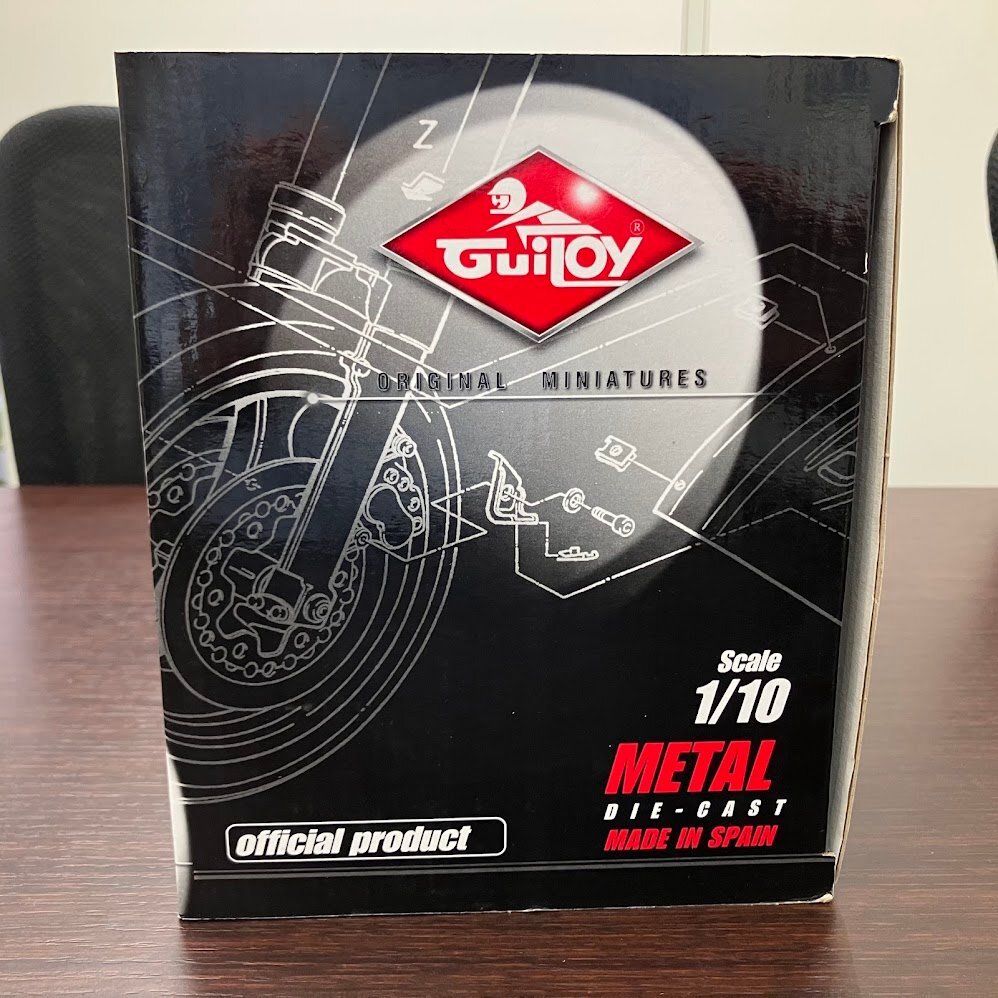 Z
GUILOY ®
ORIGINAL MINIATURES
Scale
1/10
METAL
DIE-CAST
MADE IN SPAIN
official product